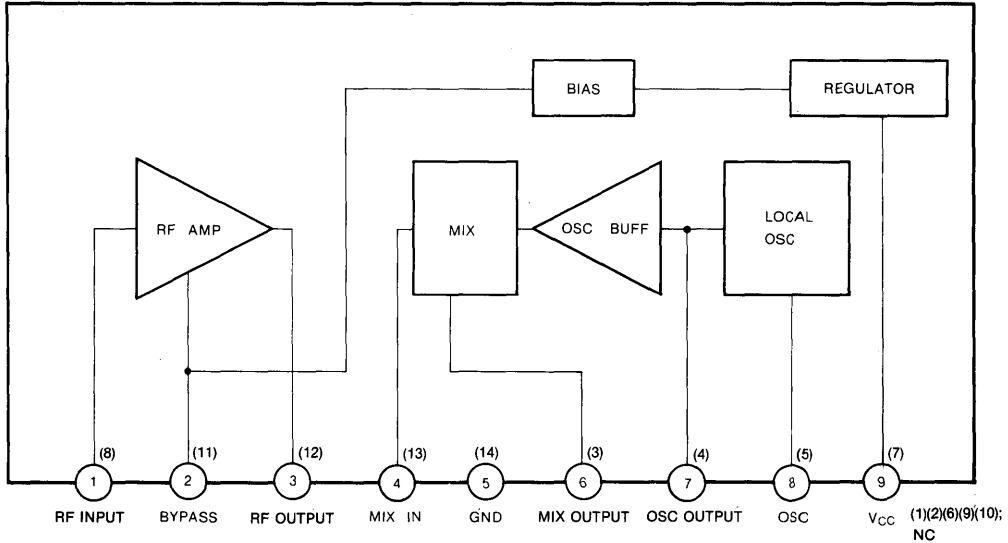 BIAS
REGULATOR
RF AMP
MIX
OSC BUFF
LOCAL
OSC
(8)
(11)
(12)
(13)
(14)
(3)
(4)
(5)
(7)
1
2
3
4
5
6
7
8
9
RF INPUT
BYPASS
RF OUTPUT
MIX IN
GND
MIX OUTPUT
OSC OUTPUT
OSC
VCC
(1)(2)(6)(9)(10);
NC